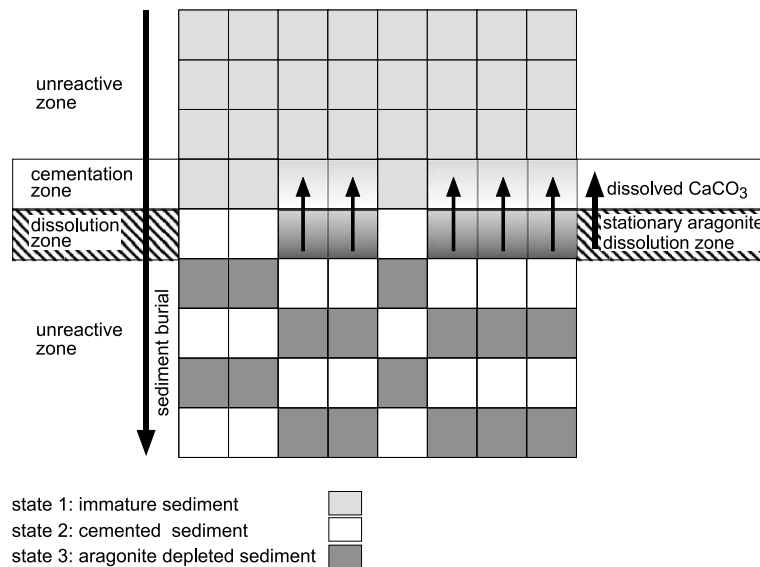 unreactive
zone
cementation
zone
dissolved CaCO₃
dissolution
zone
stationary aragonite
dissolution zone
unreactive
zone
sediment burial
state 1: immature sediment
state 2: cemented sediment
state 3: aragonite depleted sediment